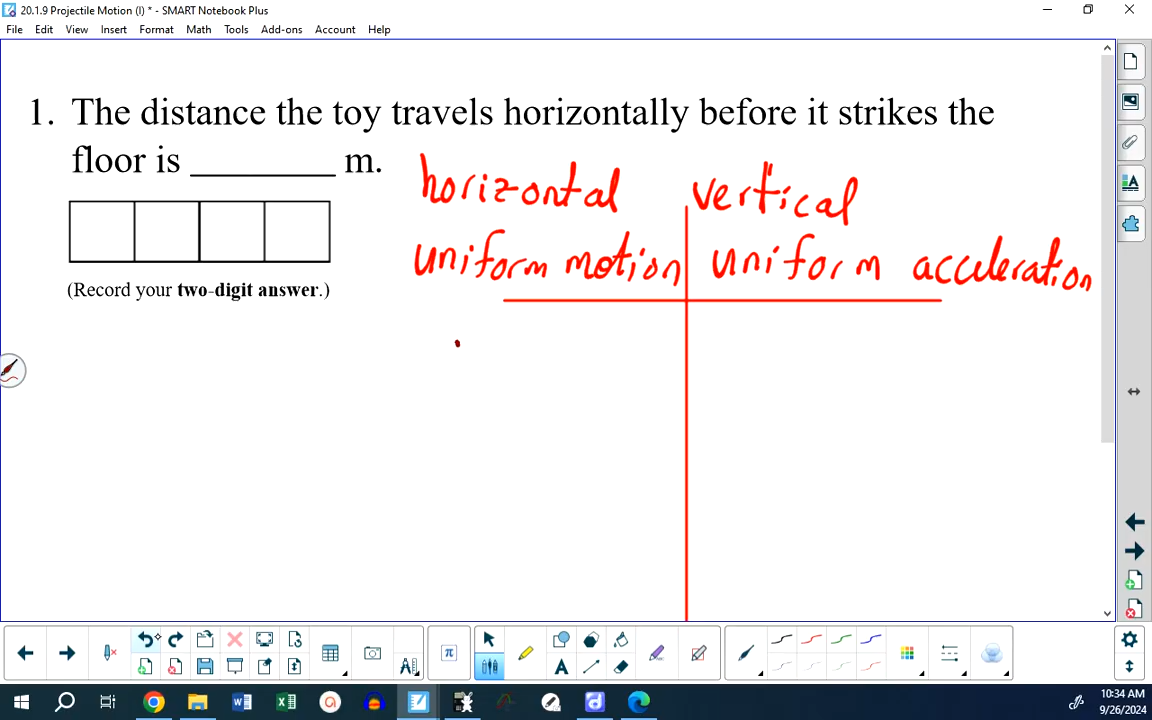 20.1.9 Projectile Motion (I) * - SMART Notebook Plus
File Edit View Insert Format Math Tools Add-ons Account Help
1. The distance the toy travels horizontally before it strikes the
floor is ________ m.
horizontal vertical
uniform motion uniform acceleration
(Record your two-digit answer.)
10:34 AM
9/26/2024